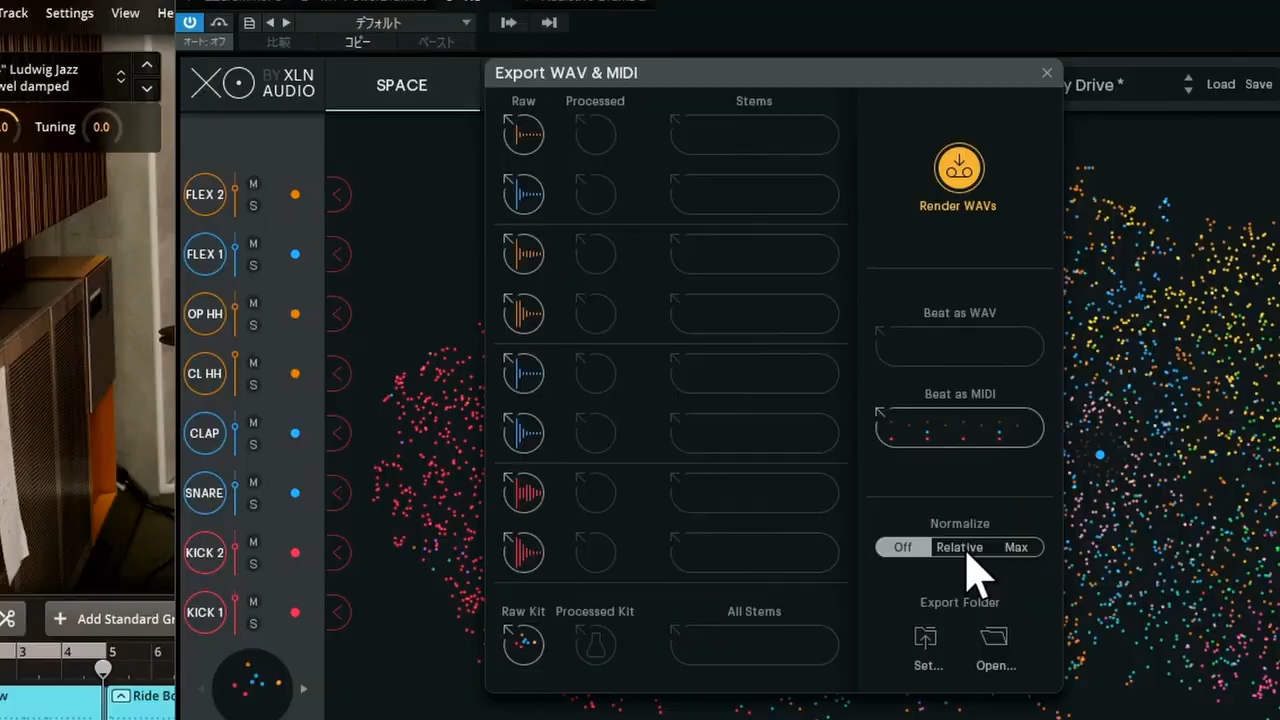 Track Settings View He
デフォルト
オート: オフ 比較 コピー ペースト
" Ludwig Jazz
vel damped
.0 Tuning 0.0
XO BY XLN AUDIO
SPACE
Export WAV & MIDI
y Drive * Load Save
Raw Processed Stems
Render WAVs
FLEX 2 M S
FLEX 1 M S
OP HH M S
Beat as WAV
CL HH M S
Beat as MIDI
CLAP M S
SNARE M S
Normalize
Off Relative Max
KICK 2 M S
KICK 1 M S
Export Folder
Raw Kit Processed Kit All Stems
Set... Open...
Add Standard Gr
3 4 5 6
w Ride Bo